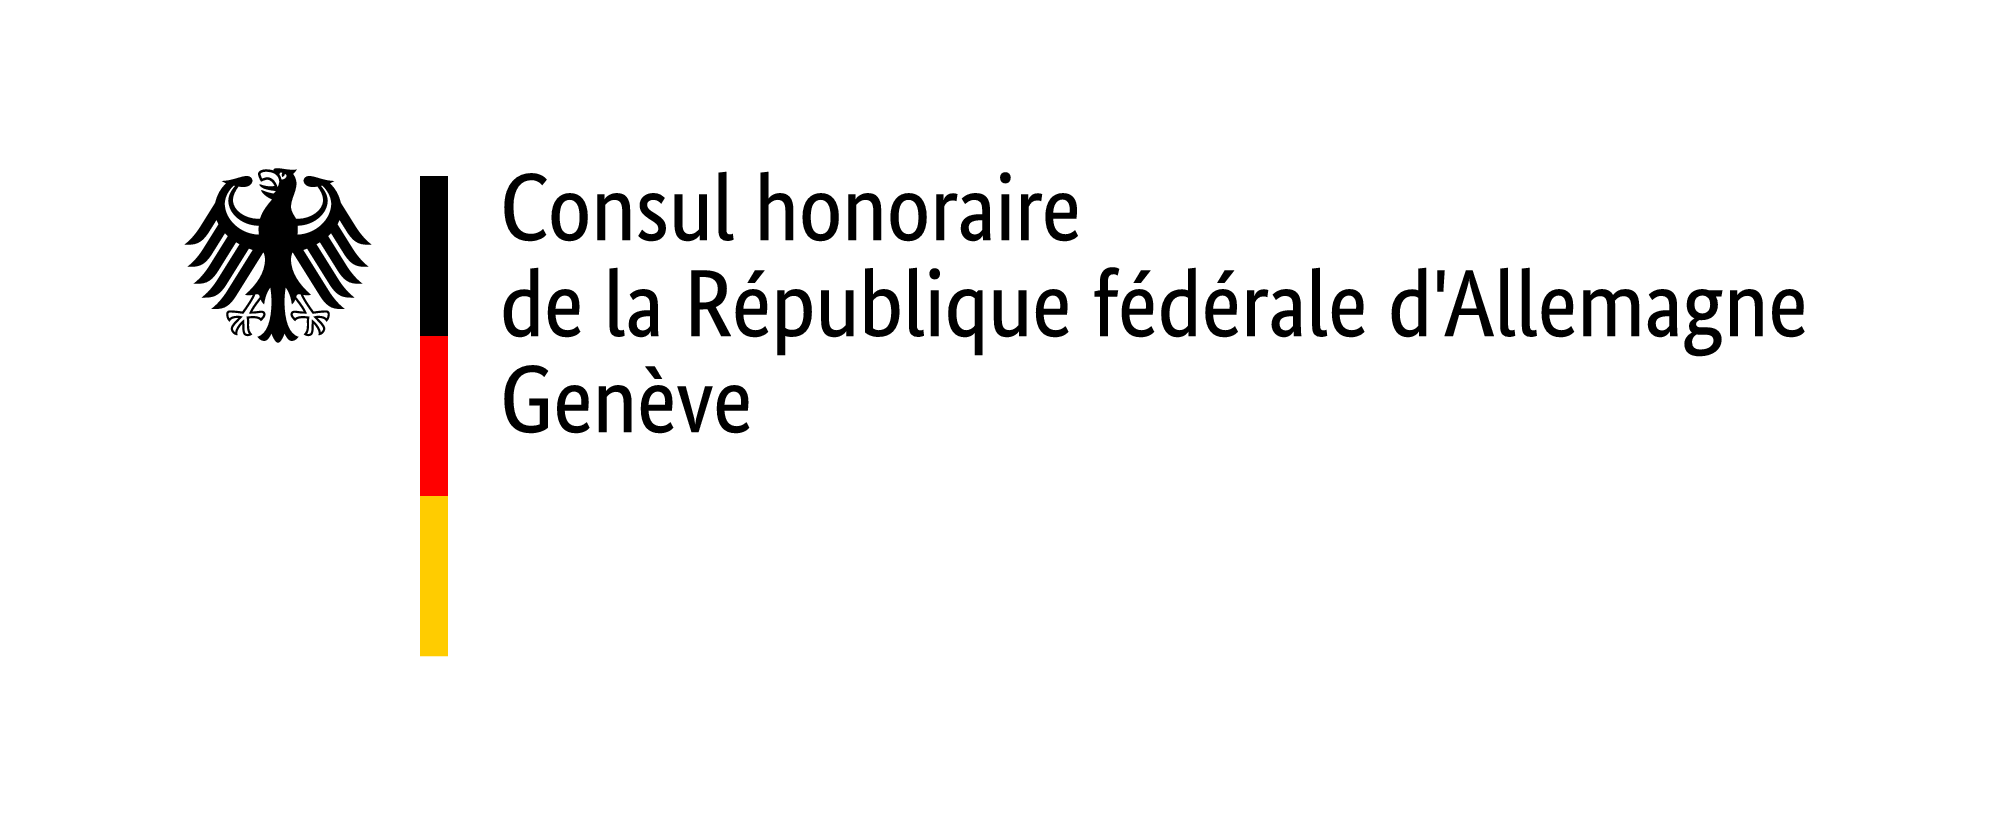 Consul honoraire
de la République fédérale d'Allemagne
Genève